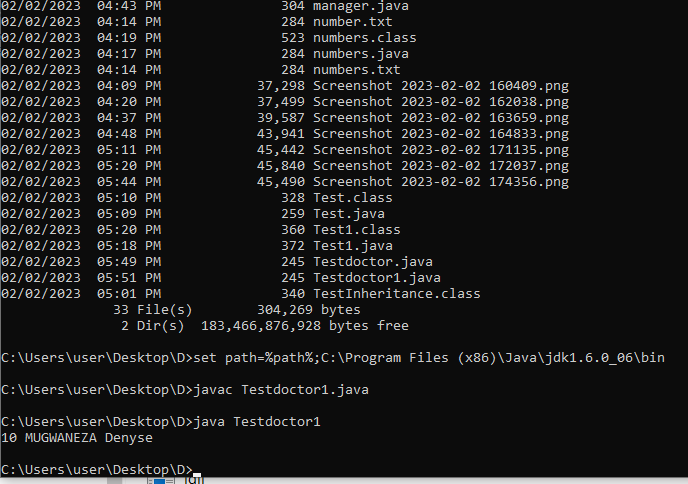 02/02/2023  04:43 PM               304 manager.java
02/02/2023  04:14 PM               284 number.txt
02/02/2023  04:19 PM               523 numbers.class
02/02/2023  04:17 PM               284 numbers.java
02/02/2023  04:14 PM               284 numbers.txt
02/02/2023  04:09 PM            37,298 Screenshot 2023-02-02 160409.png
02/02/2023  04:20 PM            37,499 Screenshot 2023-02-02 162038.png
02/02/2023  04:37 PM            39,587 Screenshot 2023-02-02 163659.png
02/02/2023  04:48 PM            43,941 Screenshot 2023-02-02 164833.png
02/02/2023  05:11 PM            45,442 Screenshot 2023-02-02 171135.png
02/02/2023  05:20 PM            45,840 Screenshot 2023-02-02 172037.png
02/02/2023  05:44 PM            45,490 Screenshot 2023-02-02 174356.png
02/02/2023  05:10 PM               328 Test.class
02/02/2023  05:09 PM               259 Test.java
02/02/2023  05:20 PM               360 Test1.class
02/02/2023  05:18 PM               372 Test1.java
02/02/2023  05:49 PM               245 Testdoctor.java
02/02/2023  05:51 PM               245 Testdoctor1.java
02/02/2023  05:01 PM               340 TestInheritance.class
33 File(s)        304,269 bytes
2 Dir(s)  183,466,876,928 bytes free
C:\Users\user\Desktop\D>set path=%path%;C:\Program Files (x86)\Java\jdk1.6.0_06\bin
C:\Users\user\Desktop\D>javac Testdoctor1.java
C:\Users\user\Desktop\D>java Testdoctor1
10 MUGWANEZA Denyse
C:\Users\user\Desktop\D>